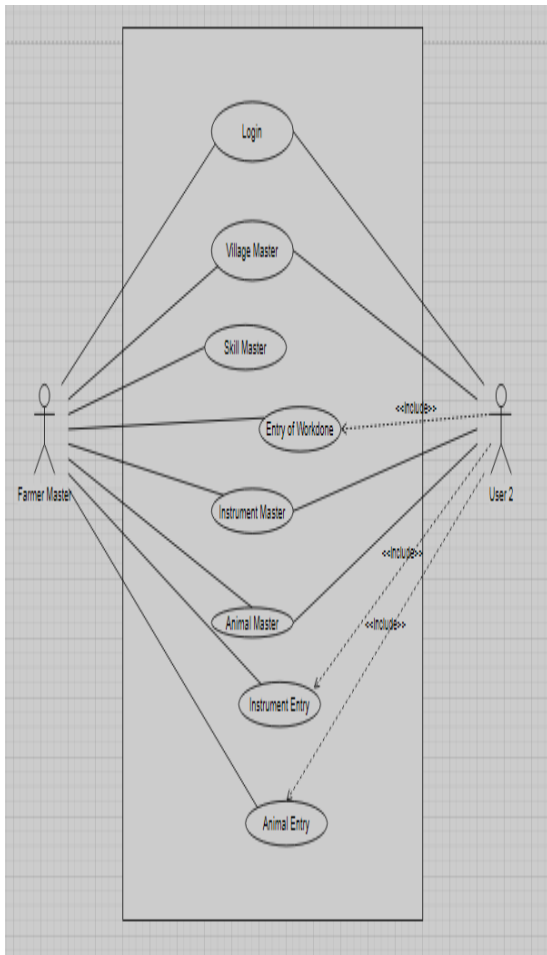 Login
Village Master
Skill Master
<<include>>
Entry of Workdone
Farmer Master
User 2
Instrument Master
<<include>>
Animal Master
<<include>>
Instrument Entry
Animal Entry